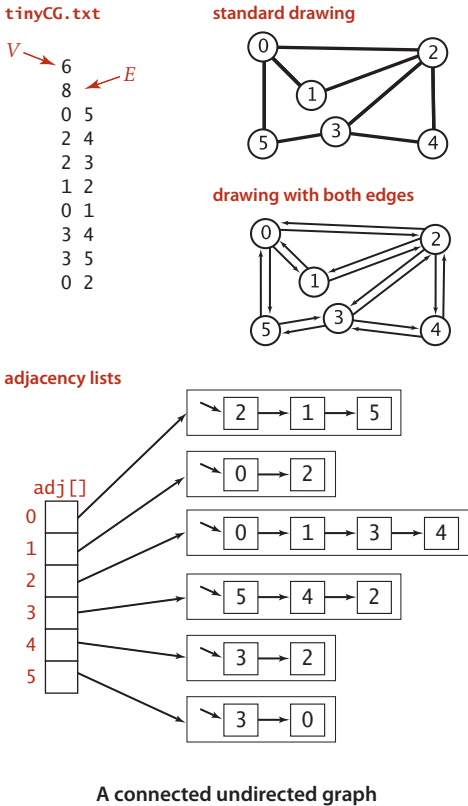 tinyCG.txt
V
6
E
8
0 5
2 4
2 3
1 2
0 1
3 4
3 5
0 2
standard drawing
0 2
1
3
5 4
drawing with both edges
0 2
1
3
5 4
adjacency lists
adj[]
0
1
2
3
4
5
2 1 5
0 2
0 1 3 4
5 4 2
3 2
3 0
A connected undirected graph